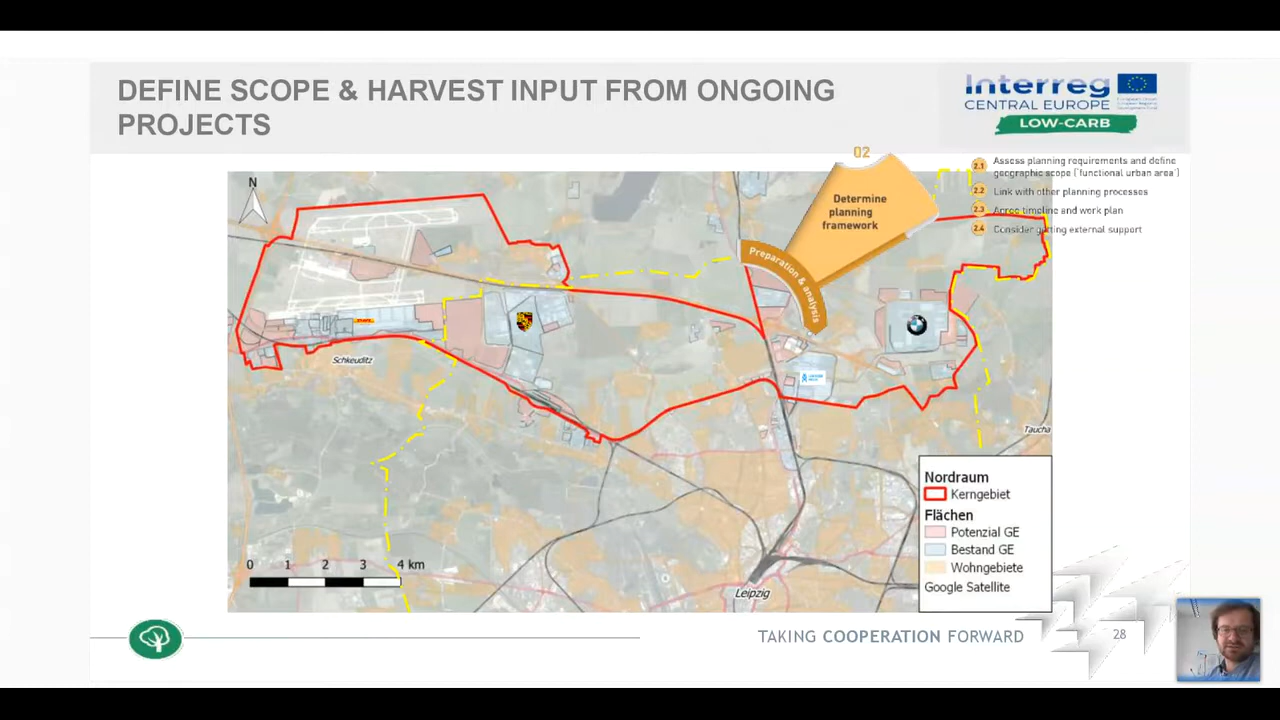 DEFINE SCOPE & HARVEST INPUT FROM ONGOING
PROJECTS
Interreg
CENTRAL EUROPE
LOW-CARB
02
Determine
planning
framework
Preparation & analysis
2.1 Assess planning requirements and define
geographic scope ('functional urban area')
2.2 Link with other planning processes
2.3 Agree timeline and work plan
2.4 Consider getting external support
N
Schkeuditz
Taucha
Leipzig
0 1 2 3 4 km
Nordraum
Kerngebiet
Flächen
Potenzial GE
Bestand GE
Wohngebiete
Google Satellite
TAKING COOPERATION FORWARD
28